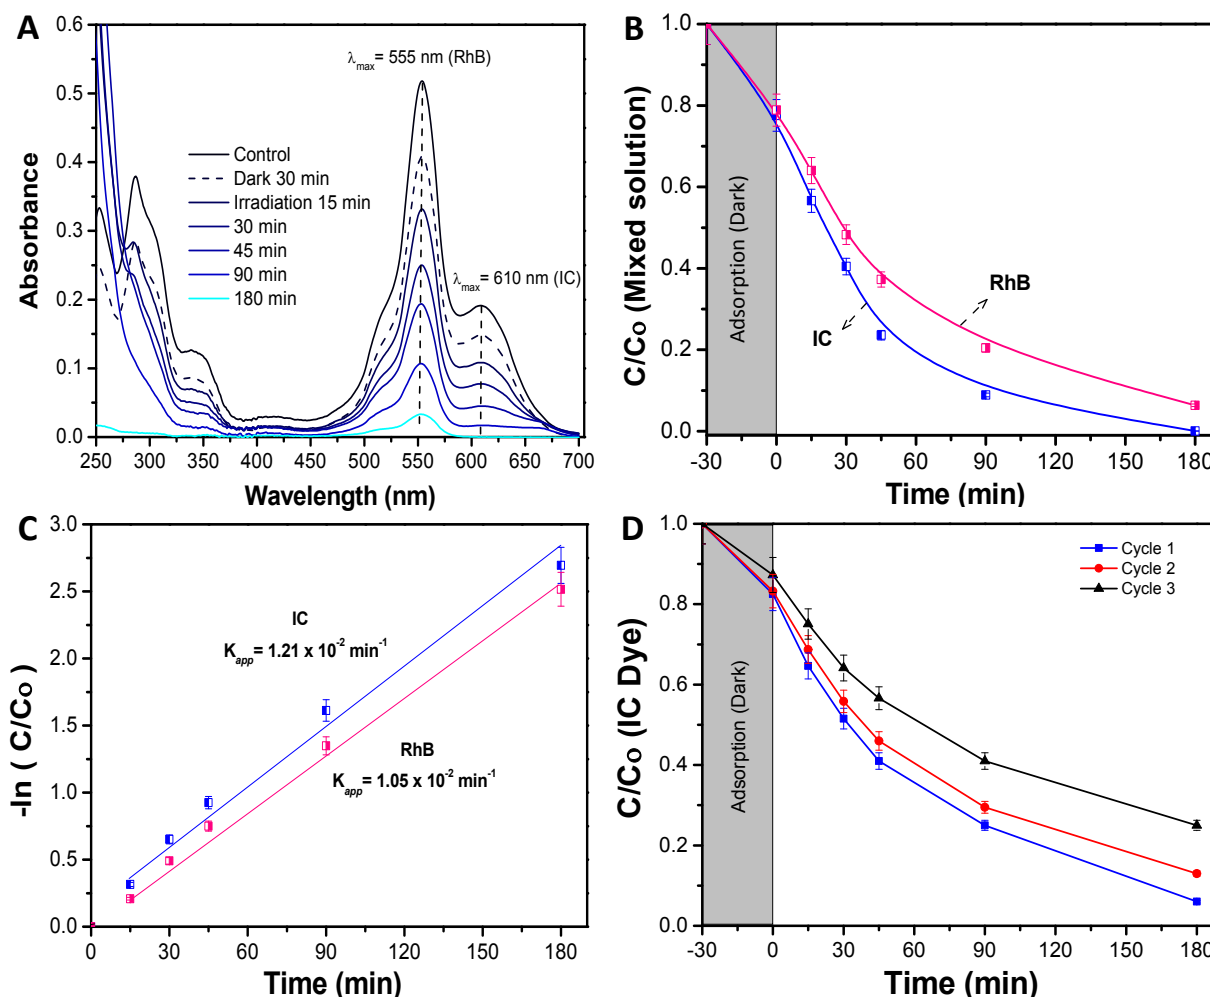 A
λmax= 555 nm (RhB)
λmax= 610 nm (IC)
Control
Dark 30 min
Irradiation 15 min
30 min
45 min
90 min
180 min
Absorbance
0.6
0.5
0.4
0.3
0.2
0.1
0.0
250 300 350 400 450 500 550 600 650 700
Wavelength (nm)
B
C/Co (Mixed solution)
1.0
0.8
0.6
0.4
0.2
0.0
Adsorption (Dark)
RhB
IC
-30 0 30 60 90 120 150 180
Time (min)
C
-ln ( C/Co)
3.0
2.5
2.0
1.5
1.0
0.5
0.0
IC
Kapp= 1.21 x 10-2 min-1
RhB
Kapp= 1.05 x 10-2 min-1
0 30 60 90 120 150 180
Time (min)
D
C/Co (IC Dye)
1.0
0.8
0.6
0.4
0.2
0.0
Adsorption (Dark)
Cycle 1
Cycle 2
Cycle 3
-30 0 30 60 90 120 150 180
Time (min)